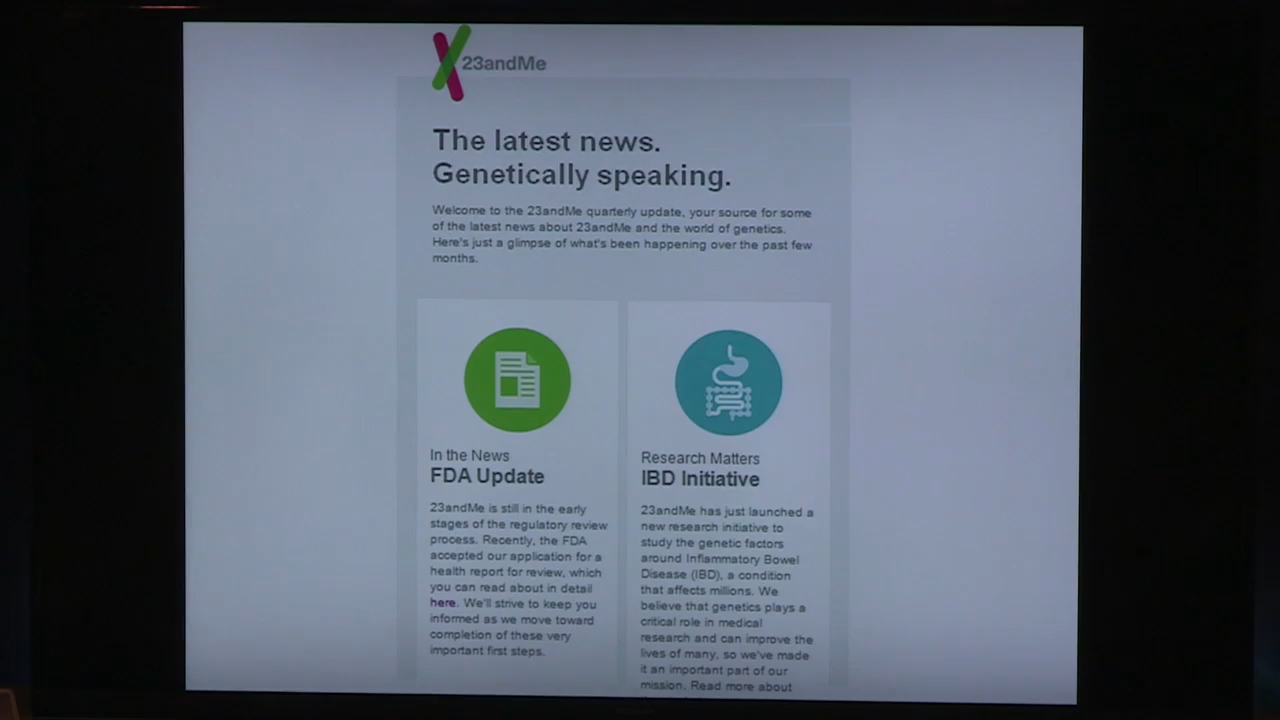 23andMe
The latest news.
Genetically speaking.
Welcome to the 23andMe quarterly update, your source for some
of the latest news about 23andMe and the world of genetics.
Here's just a glimpse of what's been happening over the past few
months.
In the News
FDA Update
23andMe is still in the early
stages of the regulatory review
process. Recently, the FDA
accepted our application for a
health report for review, which
you can read about in detail
here. We'll strive to keep you
informed as we move toward
completion of these very
important first steps.
Research Matters
IBD Initiative
23andMe has just launched a
new research initiative to
study the genetic factors
around Inflammatory Bowel
Disease (IBD), a condition
that affects millions. We
believe that genetics plays a
critical role in medical
research and can improve the
lives of many, so we've made
it an important part of our
mission. Read more about